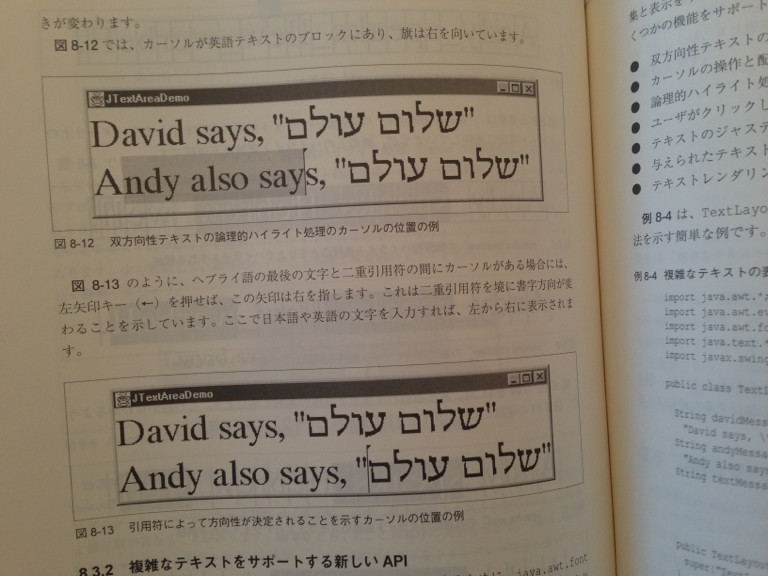 きが変わります。
図 8-12 では、カーソルが英語テキストのブロックにあり、旗は右を向いています。
JTextAreaDemo
David says, "שלום עולם"
Andy also says, "שלום עולם"
図 8-12 双方向性テキストの論理的ハイライト処理のカーソルの位置の例
図 8-13 のように、ヘブライ語の最後の文字と二重引用符の間にカーソルがある場合には、
左矢印キー（←）を押せば、この矢印は右を指します。これは二重引用符を境に書字方向が変
わることを示しています。ここで日本語や英語の文字を入力すれば、左から右に表示されま
す。
JTextAreaDemo
David says, "שלום עולם"
Andy also says, "שלום עולם"
図 8-13 引用符によって方向性が決定されることを示すカーソルの位置の例
8.3.2 複雑なテキストをサポートする新しい API
java.awt.font
集と表示を
くつかの機能をサポート
● 双方向性テキストの
● カーソルの操作と配
● 論理的ハイライト処
● ユーザがクリックし
● テキストのジャステ
● 与えられたテキスト
● テキストレンダリン
例 8-4 は、TextLayou
法を示す簡単な例です。
例8-4 複雑なテキストの表
import java.awt.*;
import java.awt.ev
import java.awt.fo
import java.text.*
import javax.swing
public class TextL
String davidMess
"David says, \"
String andyMessa
"Andy also says
String textMessa
public TextLayou
super("Text